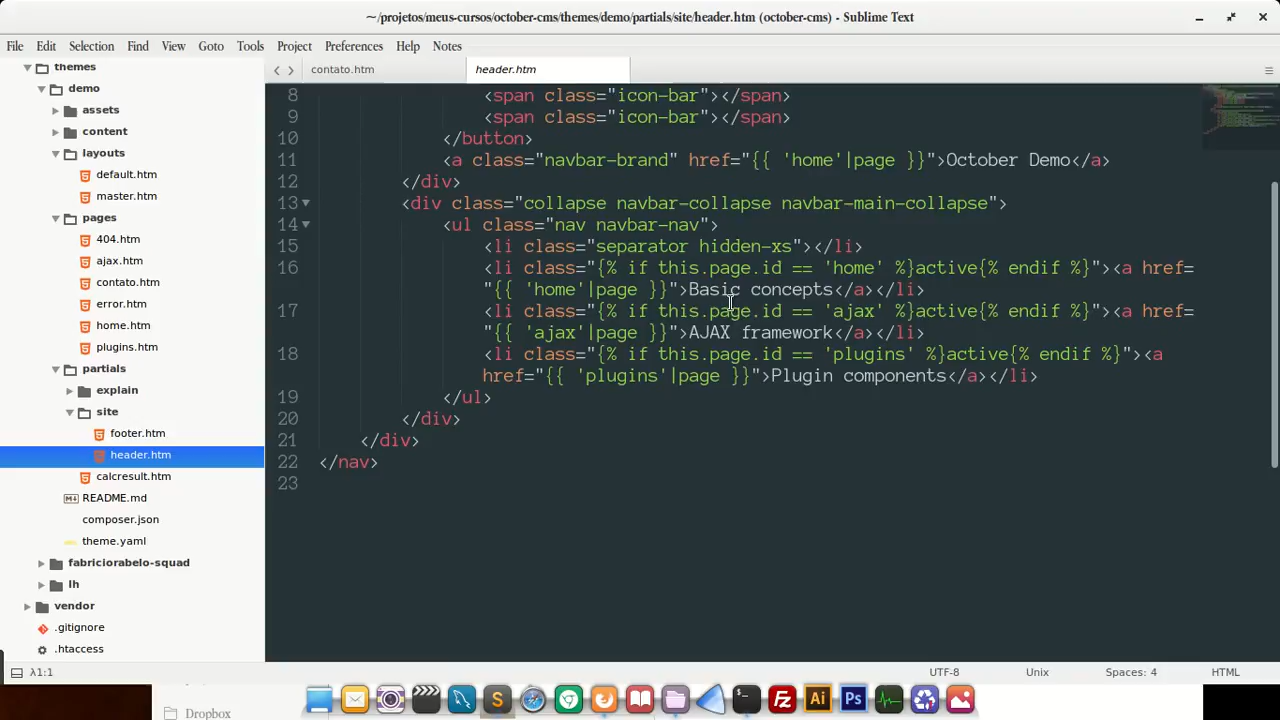 ~/projetos/meus-cursos/october-cms/themes/demo/partials/site/header.htm (october-cms) - Sublime Text
File Edit Selection Find View Goto Tools Project Preferences Help Notes
themes
demo
assets
content
layouts
default.htm
master.htm
pages
404.htm
ajax.htm
contato.htm
error.htm
home.htm
plugins.htm
partials
explain
site
footer.htm
header.htm
calcresult.htm
README.md
composer.json
theme.yaml
fabriciorabelo-squad
lh
vendor
.gitignore
.htaccess
contato.htm header.htm
8 <span class="icon-bar"></span>
9 <span class="icon-bar"></span>
10 </button>
11 <a class="navbar-brand" href="{{ 'home'|page }}">October Demo</a>
12 </div>
13 <div class="collapse navbar-collapse navbar-main-collapse">
14 <ul class="nav navbar-nav">
15 <li class="separator hidden-xs"></li>
16 <li class="{% if this.page.id == 'home' %}active{% endif %}"><a href=
"{{ 'home'|page }}">Basic concepts</a></li>
17 <li class="{% if this.page.id == 'ajax' %}active{% endif %}"><a href=
"{{ 'ajax'|page }}">AJAX framework</a></li>
18 <li class="{% if this.page.id == 'plugins' %}active{% endif %}"><a
href="{{ 'plugins'|page }}">Plugin components</a></li>
19 </ul>
20 </div>
21 </div>
22 </nav>
23
λ1:1 UTF-8 Unix Spaces: 4 HTML
S Fz Ai Ps
Dropbox